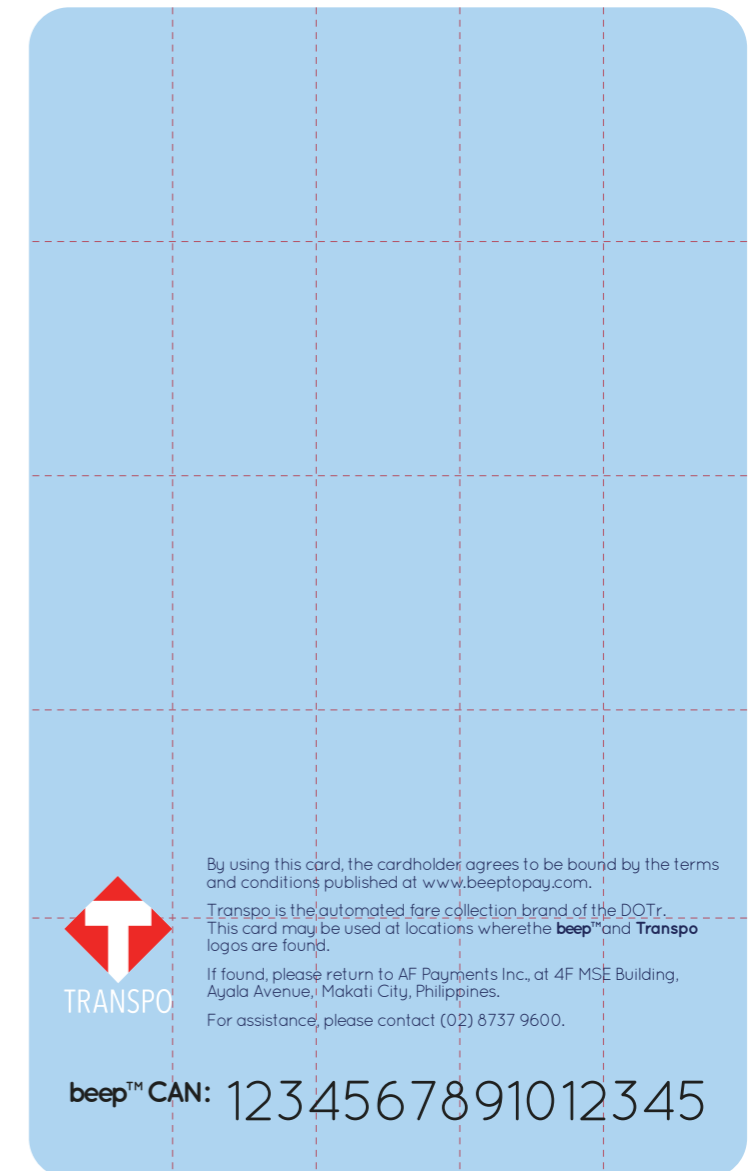 By using this card, the cardholder agrees to be bound by the terms
and conditions published at www.beeptopay.com.
Transpo is the automated fare collection brand of the DOTr.
This card may be used at locations wherethe beep™and Transpo
logos are found.
If found, please return to AF Payments Inc., at 4F MSE Building,
Ayala Avenue, Makati City, Philippines.
For assistance, please contact (02) 8737 9600.
T
TRANSPO
beep™ CAN: 1234567891012345